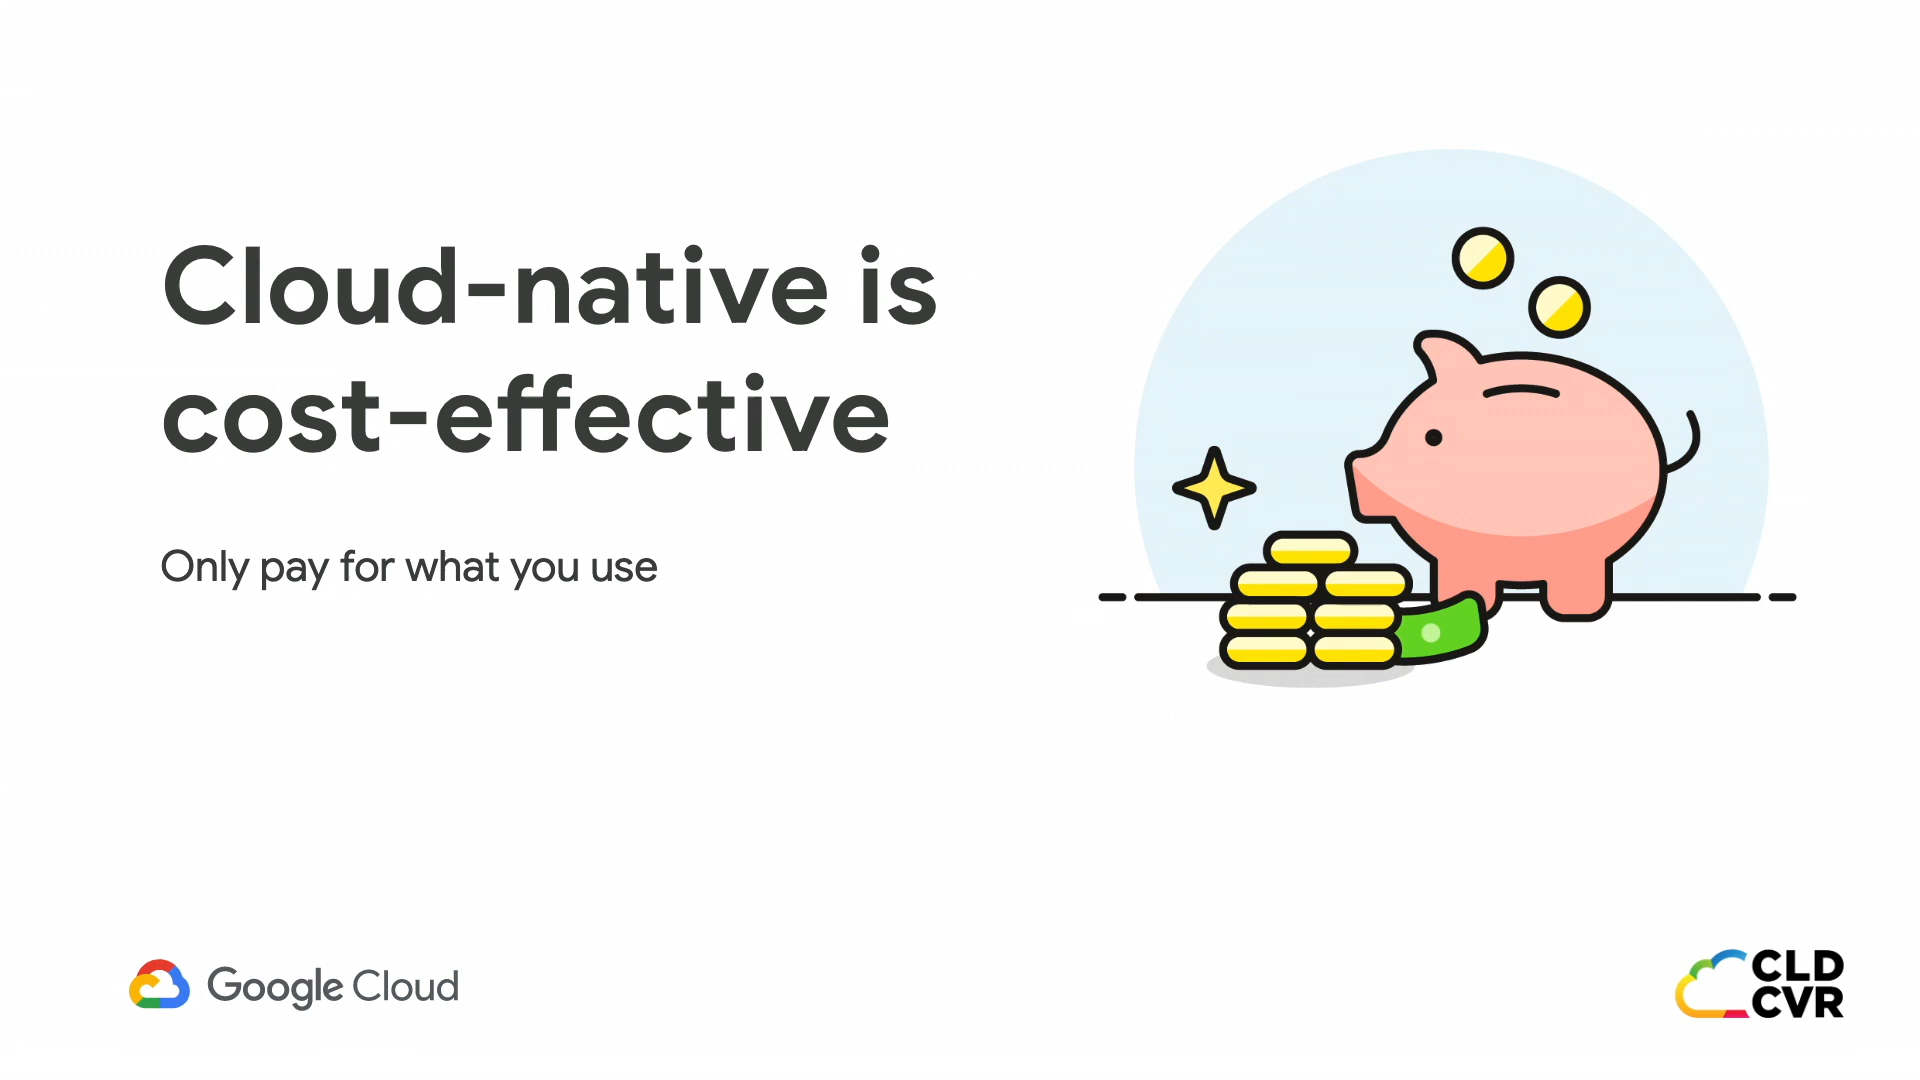 Cloud-native is
cost-effective
Only pay for what you use
Google Cloud
CLD
CVR